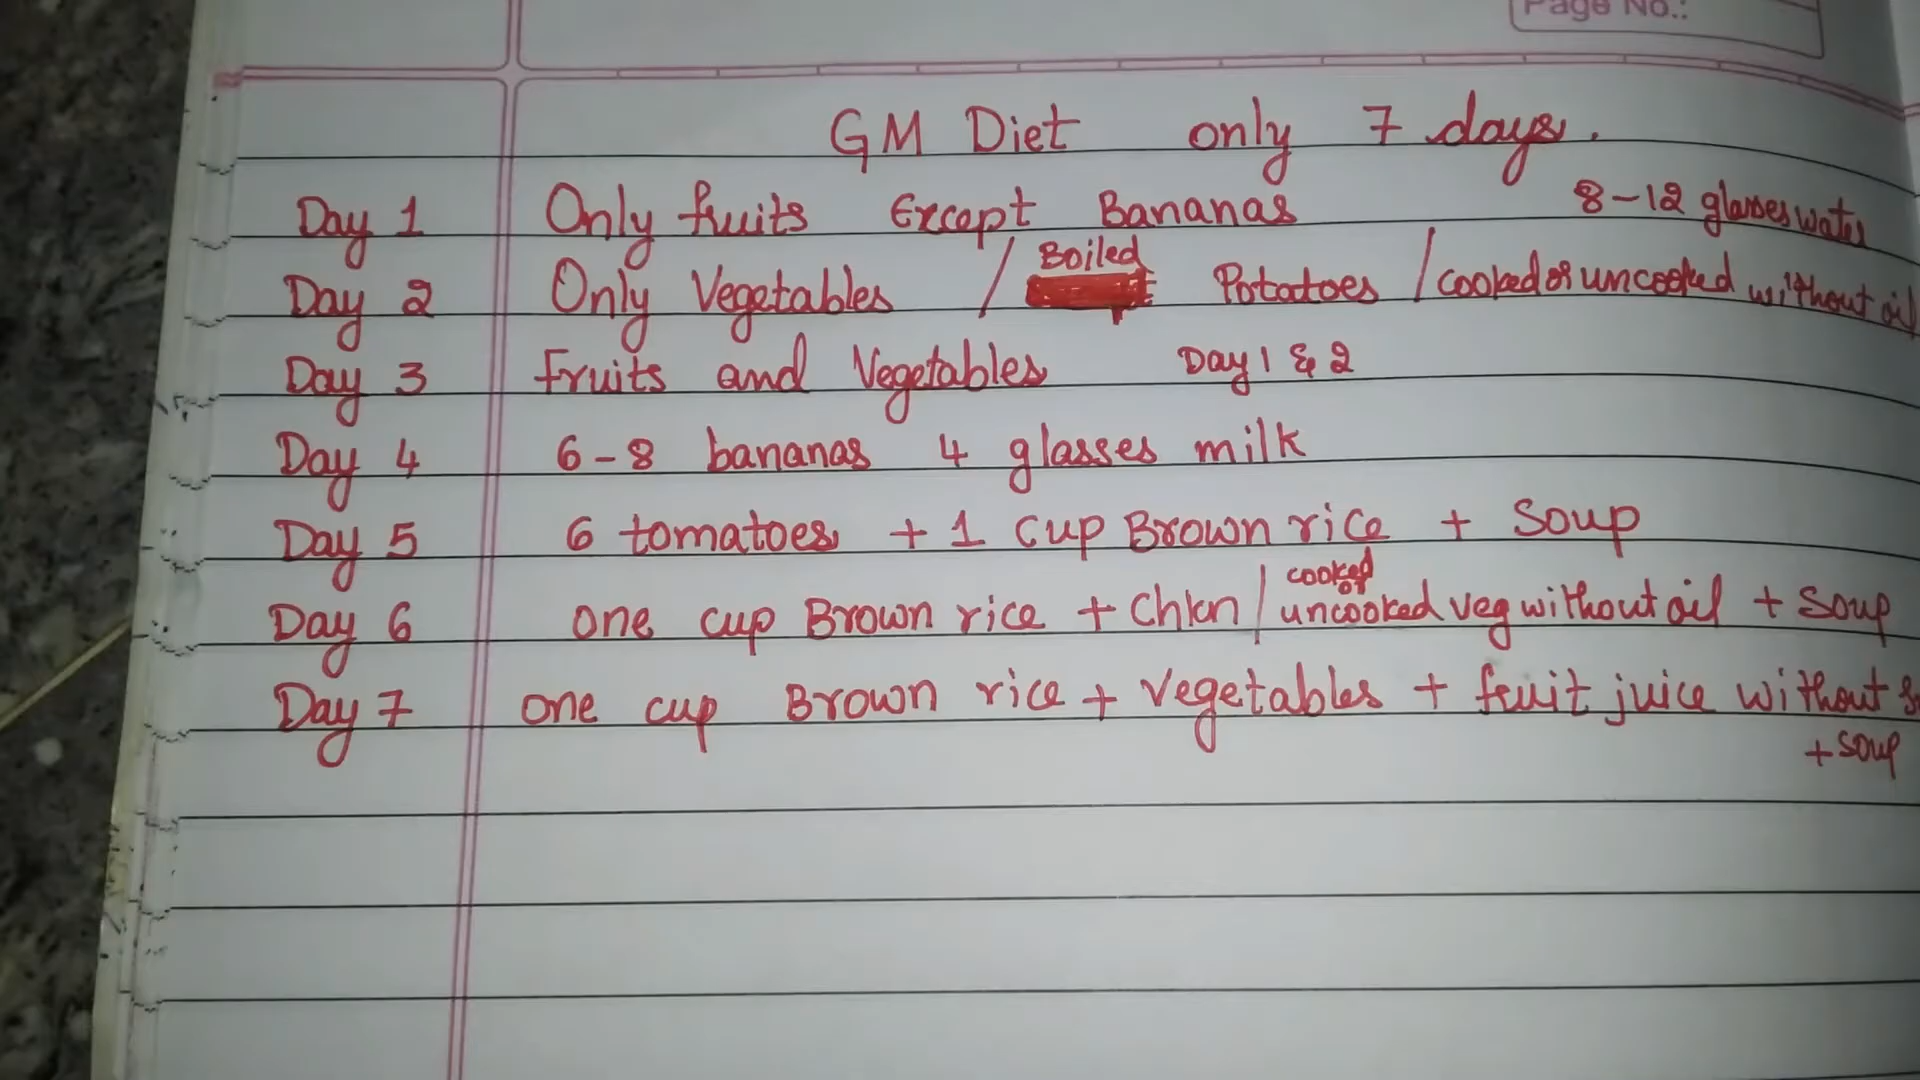 Page No.:
GM Diet only 7 days.
Day 1 Only fruits Except Bananas 8-12 glasses water
Day 2 Only Vegetables / Boiled Potatoes / cooked or uncooked without oil
Day 3 Fruits and Vegetables Day 1 & 2
Day 4 6-8 bananas 4 glasses milk
Day 5 6 tomatoes + 1 cup Brown rice + Soup
Day 6 one cup Brown rice + Chkn / cooked or uncooked veg without oil + Soup
Day 7 one cup Brown rice + Vegetables + fruit juice without
+ soup